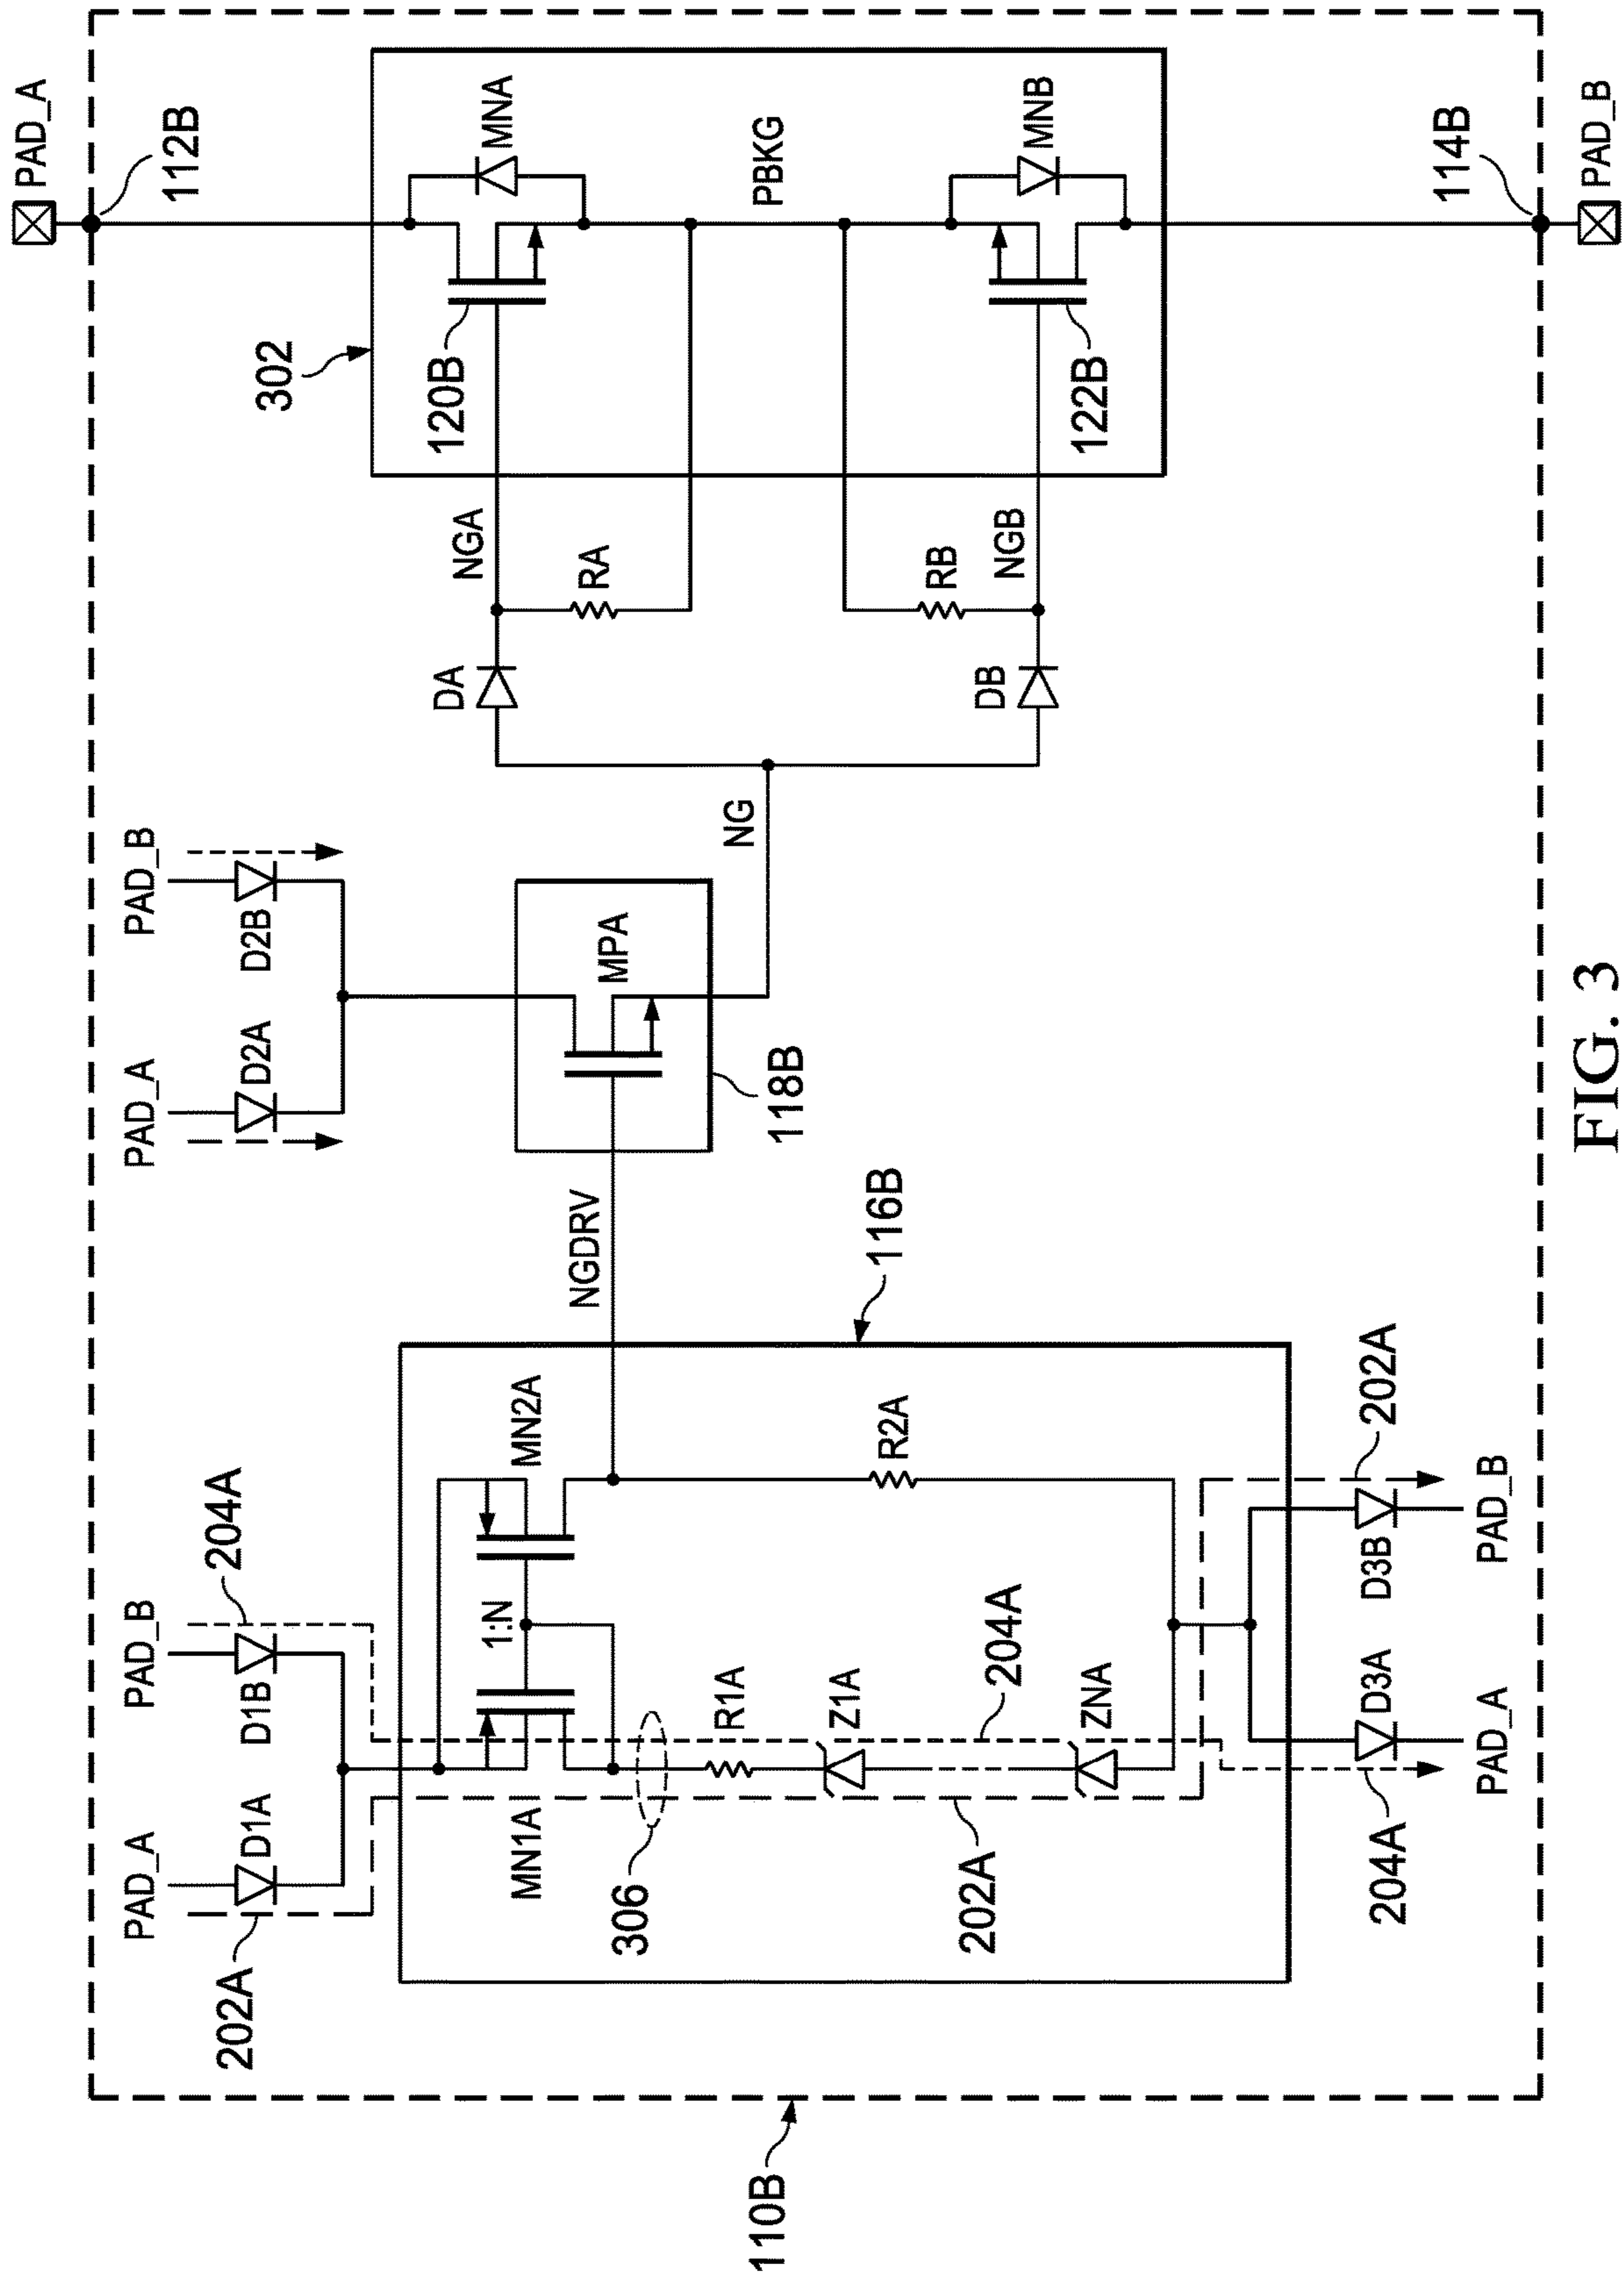 110B
202A
PAD_A
D1A
PAD_B
D1B
204A
116B
MN1A
1:N
MN2A
306
R1A
Z1A
204A
ZNA
202A
R2A
D3A
D3B
204A
PAD_A
PAD_B
202A
NGDRV
PAD_A
D2A
PAD_B
D2B
MPA
118B
NG
DA
NGA
RA
DB
NGB
RB
302
120B
122B
MNA
PBKG
MNB
PAD_A
112B
114B
PAD_B
FIG. 3